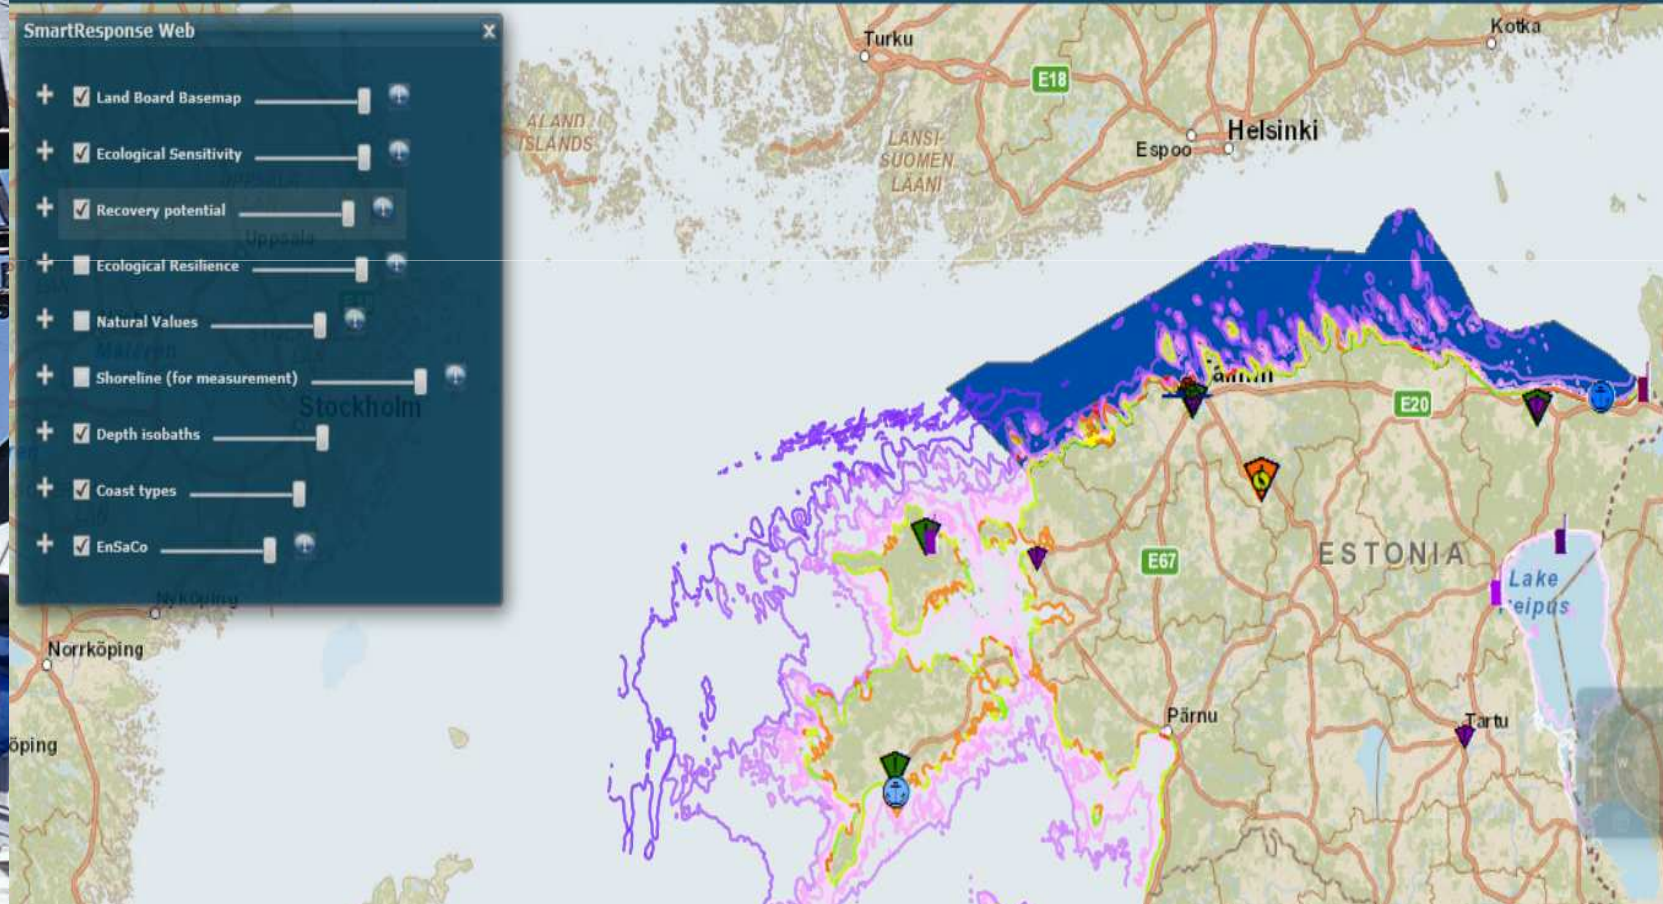 SmartResponse Web
X
Land Board Basemap
Ecological Sensitivity
Recovery potential
Uppsala
Ecological Resilience
Natural Values
Shoreline (for measurement)
Stockholm
Depth isobaths
Coast types
EnSaCo
Nyköping
Norrköping
öping
Turku
Kotka
E18
ÅLAND
ISLANDS
LÄNSI-
SUOMEN
LÄÄNI
Helsinki
Espoo
E20
E67
ESTONIA
Lake
eipus
Pärnu
Tartu